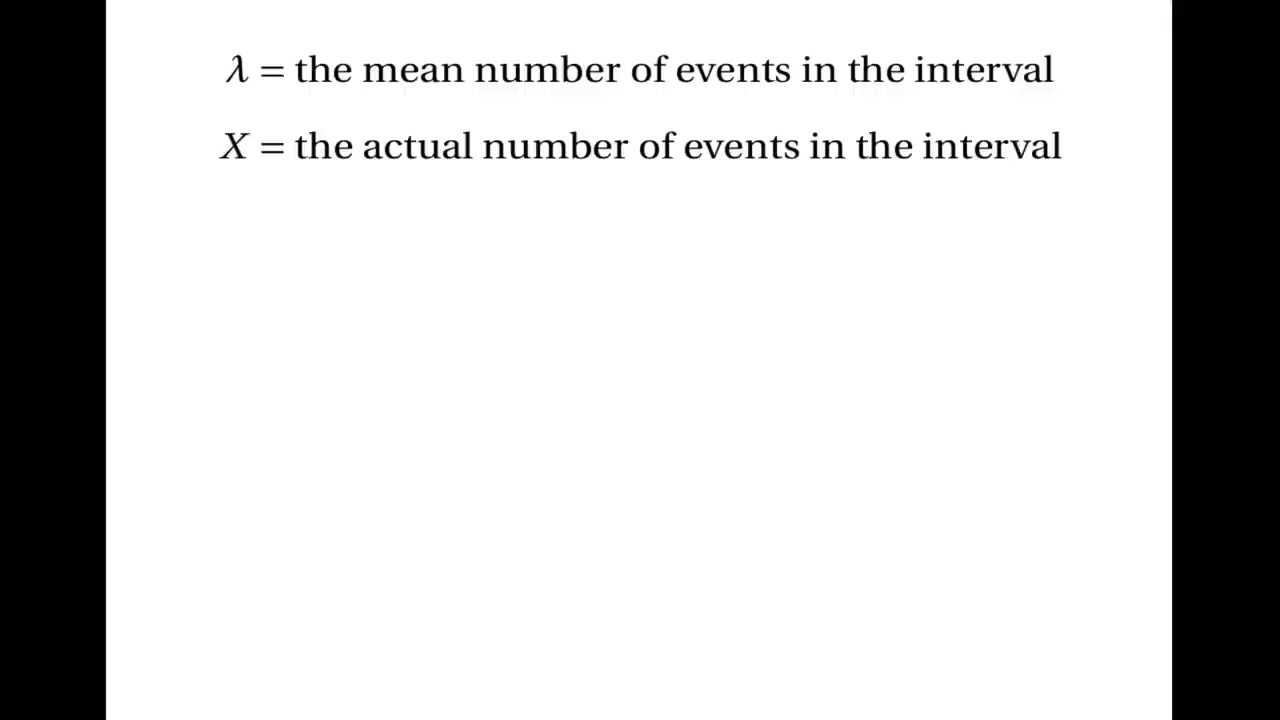 λ = the mean number of events in the interval
X = the actual number of events in the interval